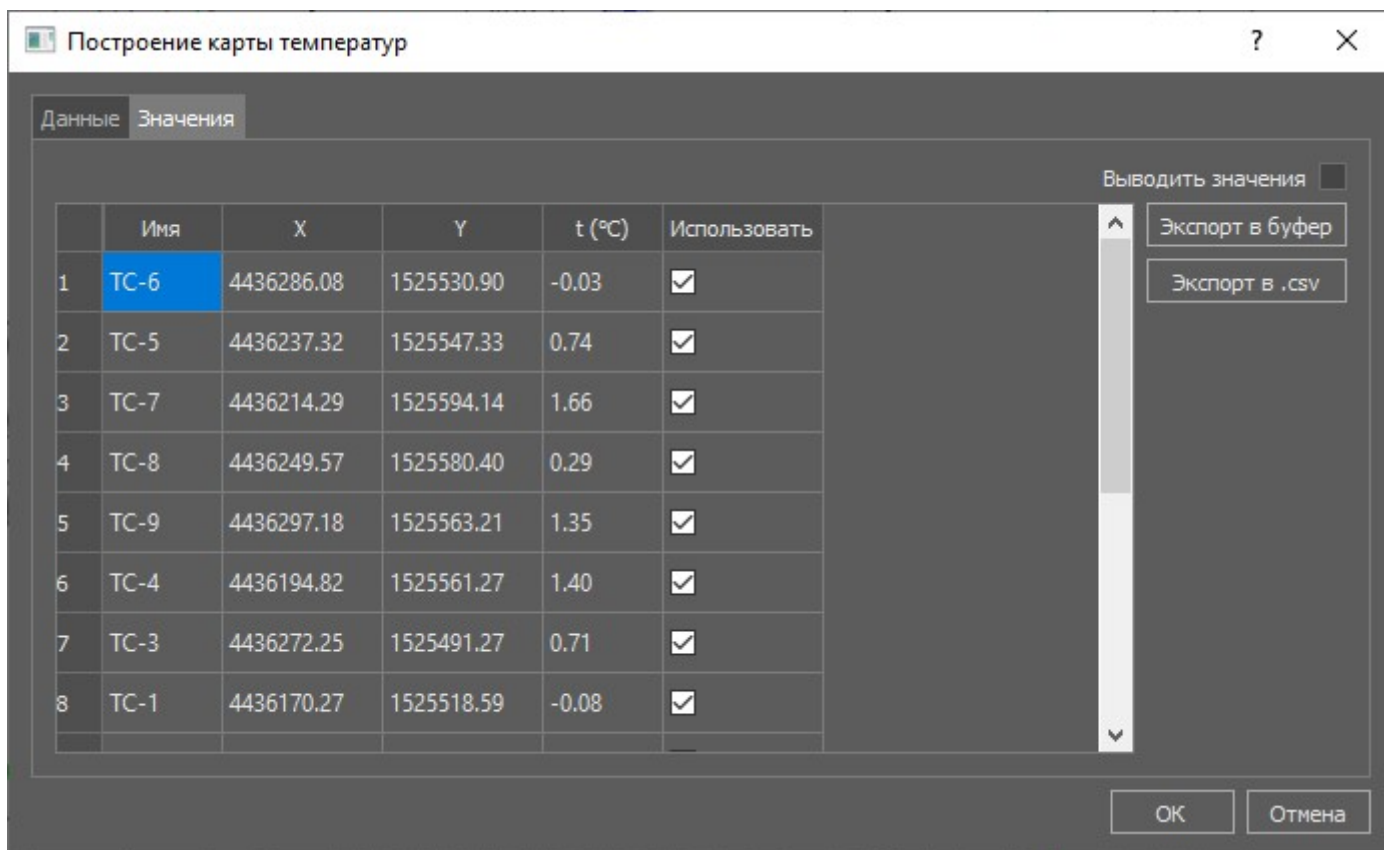 Построение карты температур ?
Данные Значения
Выводить значения
Имя X Y t (°C) Использовать Экспорт в буфер
1 ТС-6 4436286.08 1525530.90 -0.03 Экспорт в .csv
2 ТС-5 4436237.32 1525547.33 0.74
3 ТС-7 4436214.29 1525594.14 1.66
4 ТС-8 4436249.57 1525580.40 0.29
5 ТС-9 4436297.18 1525563.21 1.35
6 ТС-4 4436194.82 1525561.27 1.40
7 ТС-3 4436272.25 1525491.27 0.71
8 ТС-1 4436170.27 1525518.59 -0.08
ОК Отмена